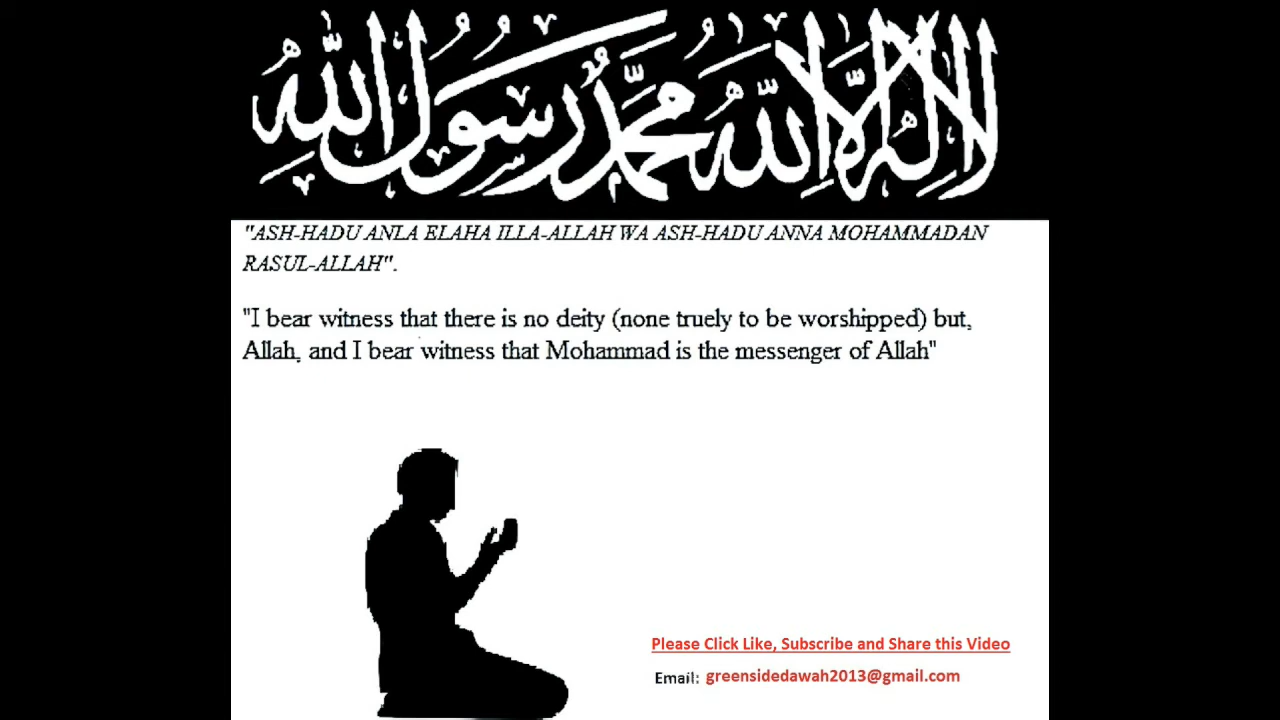 لا إله إلا الله محمد رسول الله
"ASH-HADU ANLA ELAHA ILLA-ALLAH WA ASH-HADU ANNA MOHAMMADAN
RASUL-ALLAH".
"I bear witness that there is no deity (none truely to be worshipped) but,
Allah, and I bear witness that Mohammad is the messenger of Allah"
Please Click Like, Subscribe and Share this Video
Email: greensidedawah2013@gmail.com